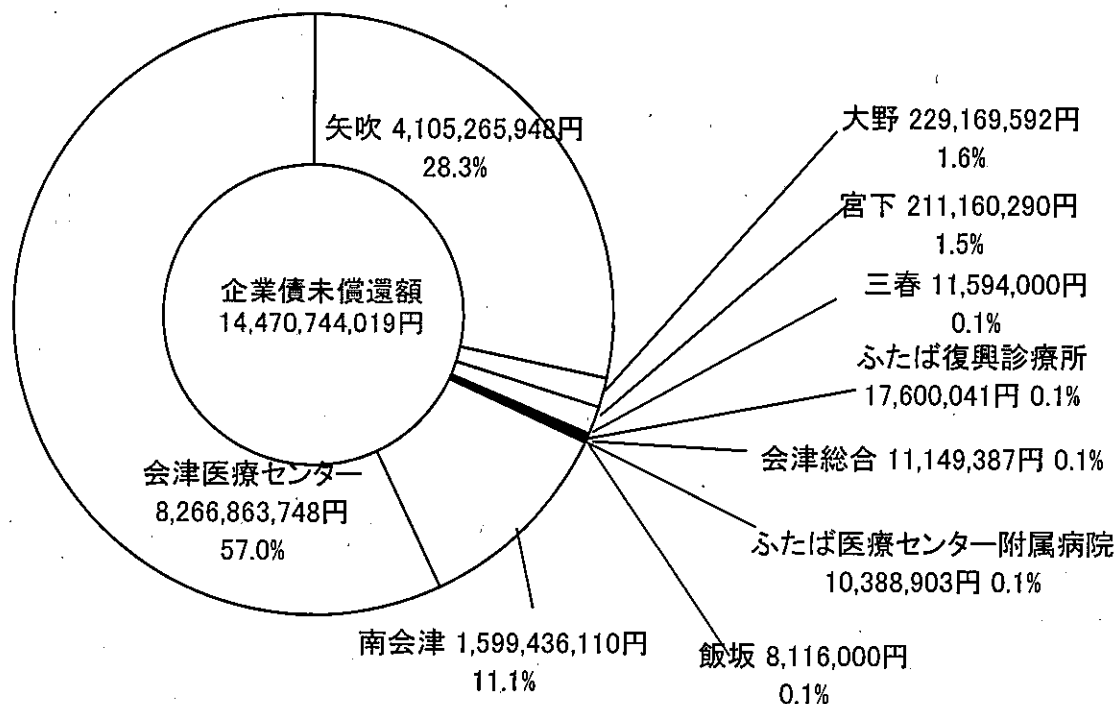 矢吹 4,105,265,948円
28.3%
大野 229,169,592円
1.6%
宮下 211,160,290円
1.5%
三春 11,594,000円
0.1%
ふたば復興診療所
17,600,041円 0.1%
会津総合 11,149,387円 0.1%
ふたば医療センター附属病院
10,388,903円 0.1%
飯坂 8,116,000円
0.1%
南会津 1,599,436,110円
11.1%
会津医療センター
8,266,863,748円
57.0%
企業債未償還額
14,470,744,019円